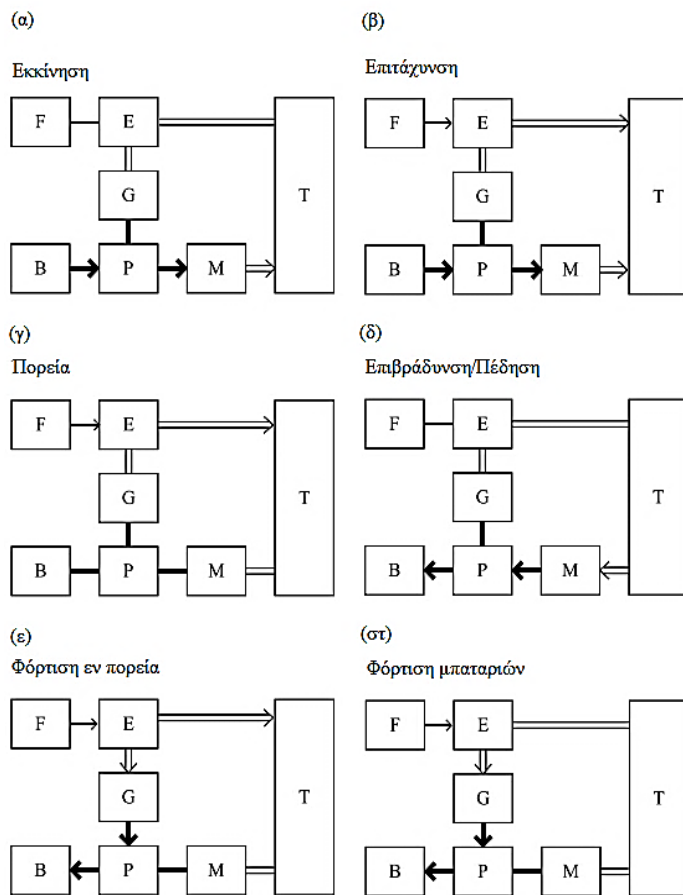 (α)
Εκκίνηση
F E
T
G
B P M
(β)
Επιτάχυνση
F E
T
G
B P M
(γ)
Πορεία
F E
T
G
B P M
(δ)
Επιβράδυνση/Πέδηση
F E
T
G
B P M
(ε)
Φόρτιση εν πορεία
F E
T
G
B P M
(στ)
Φόρτιση μπαταριών
F E
T
G
B P M